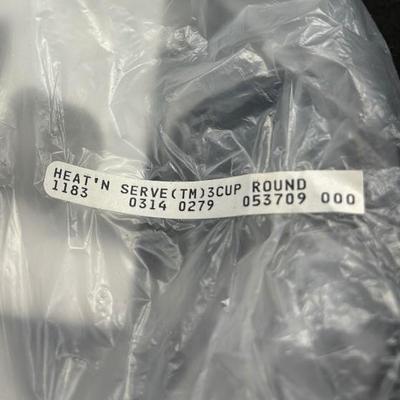 HEAT'N SERVE(TM)3CUP ROUND
1183 0314 0279 053709 000